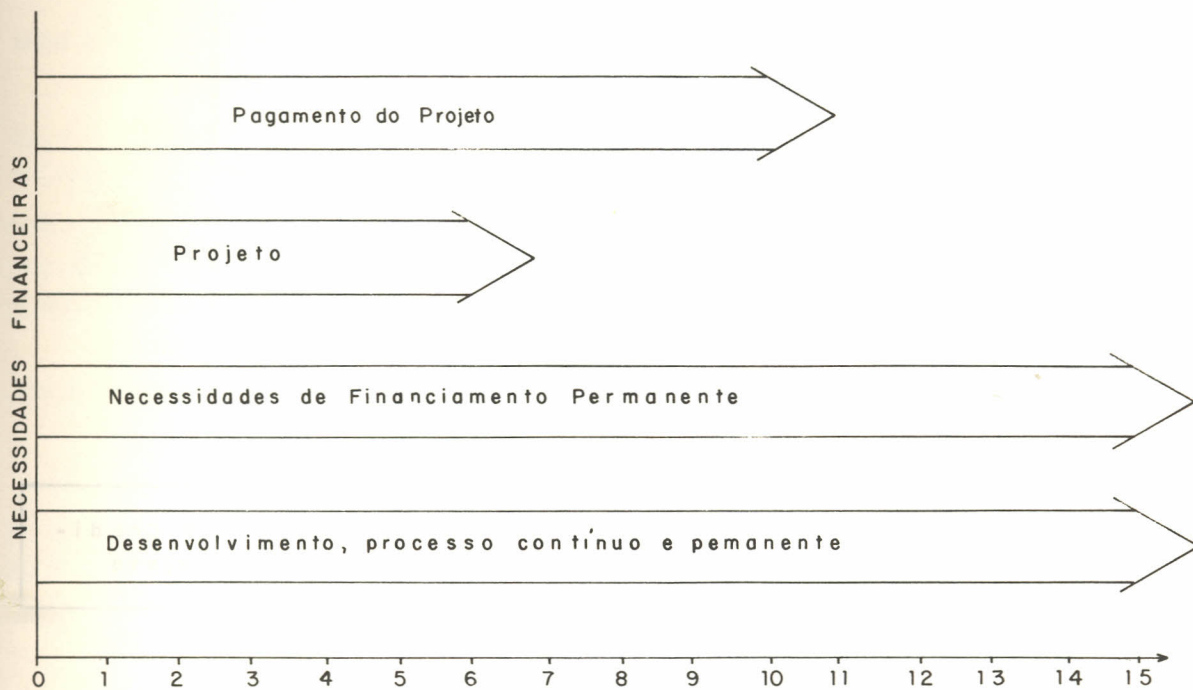 NECESSIDADES FINANCEIRAS
Pagamento do Projeto
Projeto
Necessidades de Financiamento Permanente
Desenvolvimento, processo contínuo e pemanente
0 1 2 3 4 5 6 7 8 9 10 11 12 13 14 15